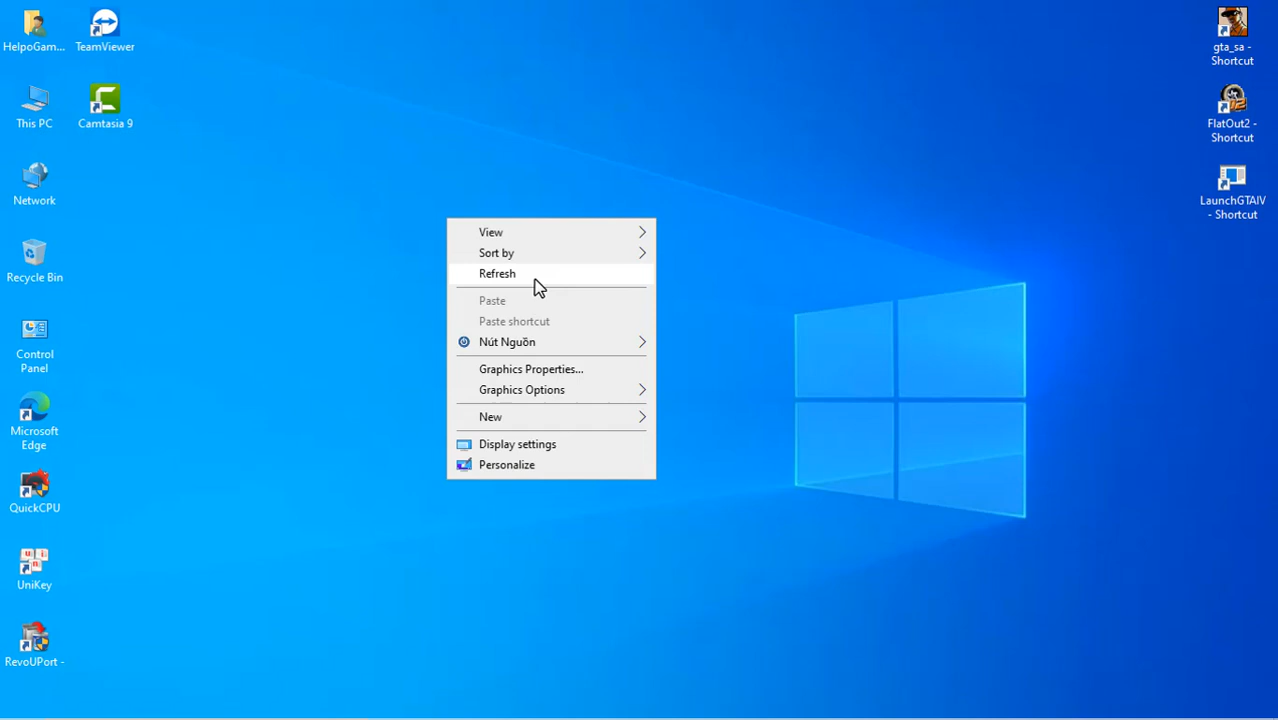 HelpoGam...
TeamViewer
This PC
Camtasia 9
Network
Recycle Bin
Control
Panel
Microsoft
Edge
QuickCPU
UniKey
RevoUPort -
View
Sort by
Refresh
Paste
Paste shortcut
Nút Nguồn
Graphics Properties...
Graphics Options
New
Display settings
Personalize
gta_sa -
Shortcut
FlatOut2 -
Shortcut
LaunchGTAIV
- Shortcut